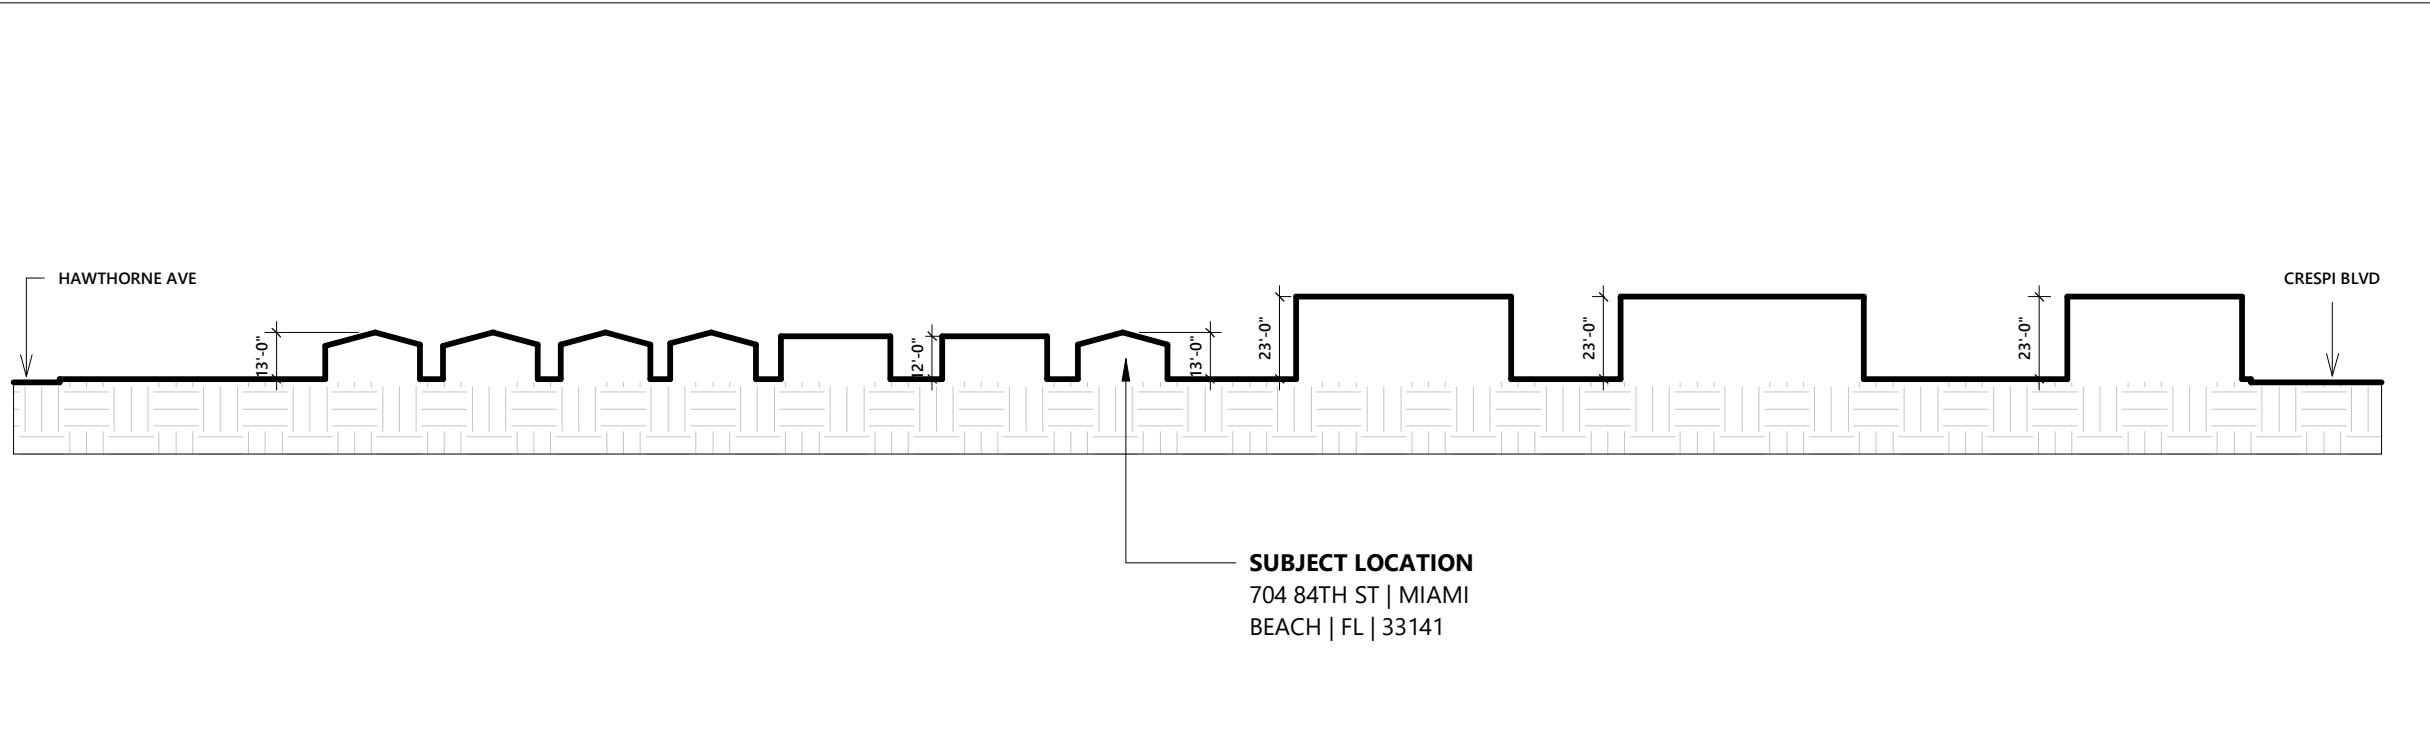 HAWTHORNE AVE
CRESPI BLVD
13'-0"
12'-0"
13'-0"
23'-0"
23'-0"
23'-0"
SUBJECT LOCATION
704 84TH ST | MIAMI
BEACH | FL | 33141